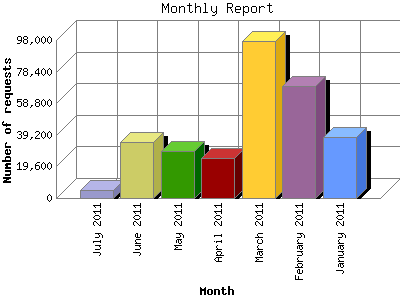 Monthly Report
Number of requests
98,000
78,400
58,800
39,200
19,600
0
July 2011
June 2011
May 2011
April 2011
March 2011
February 2011
January 2011
Month